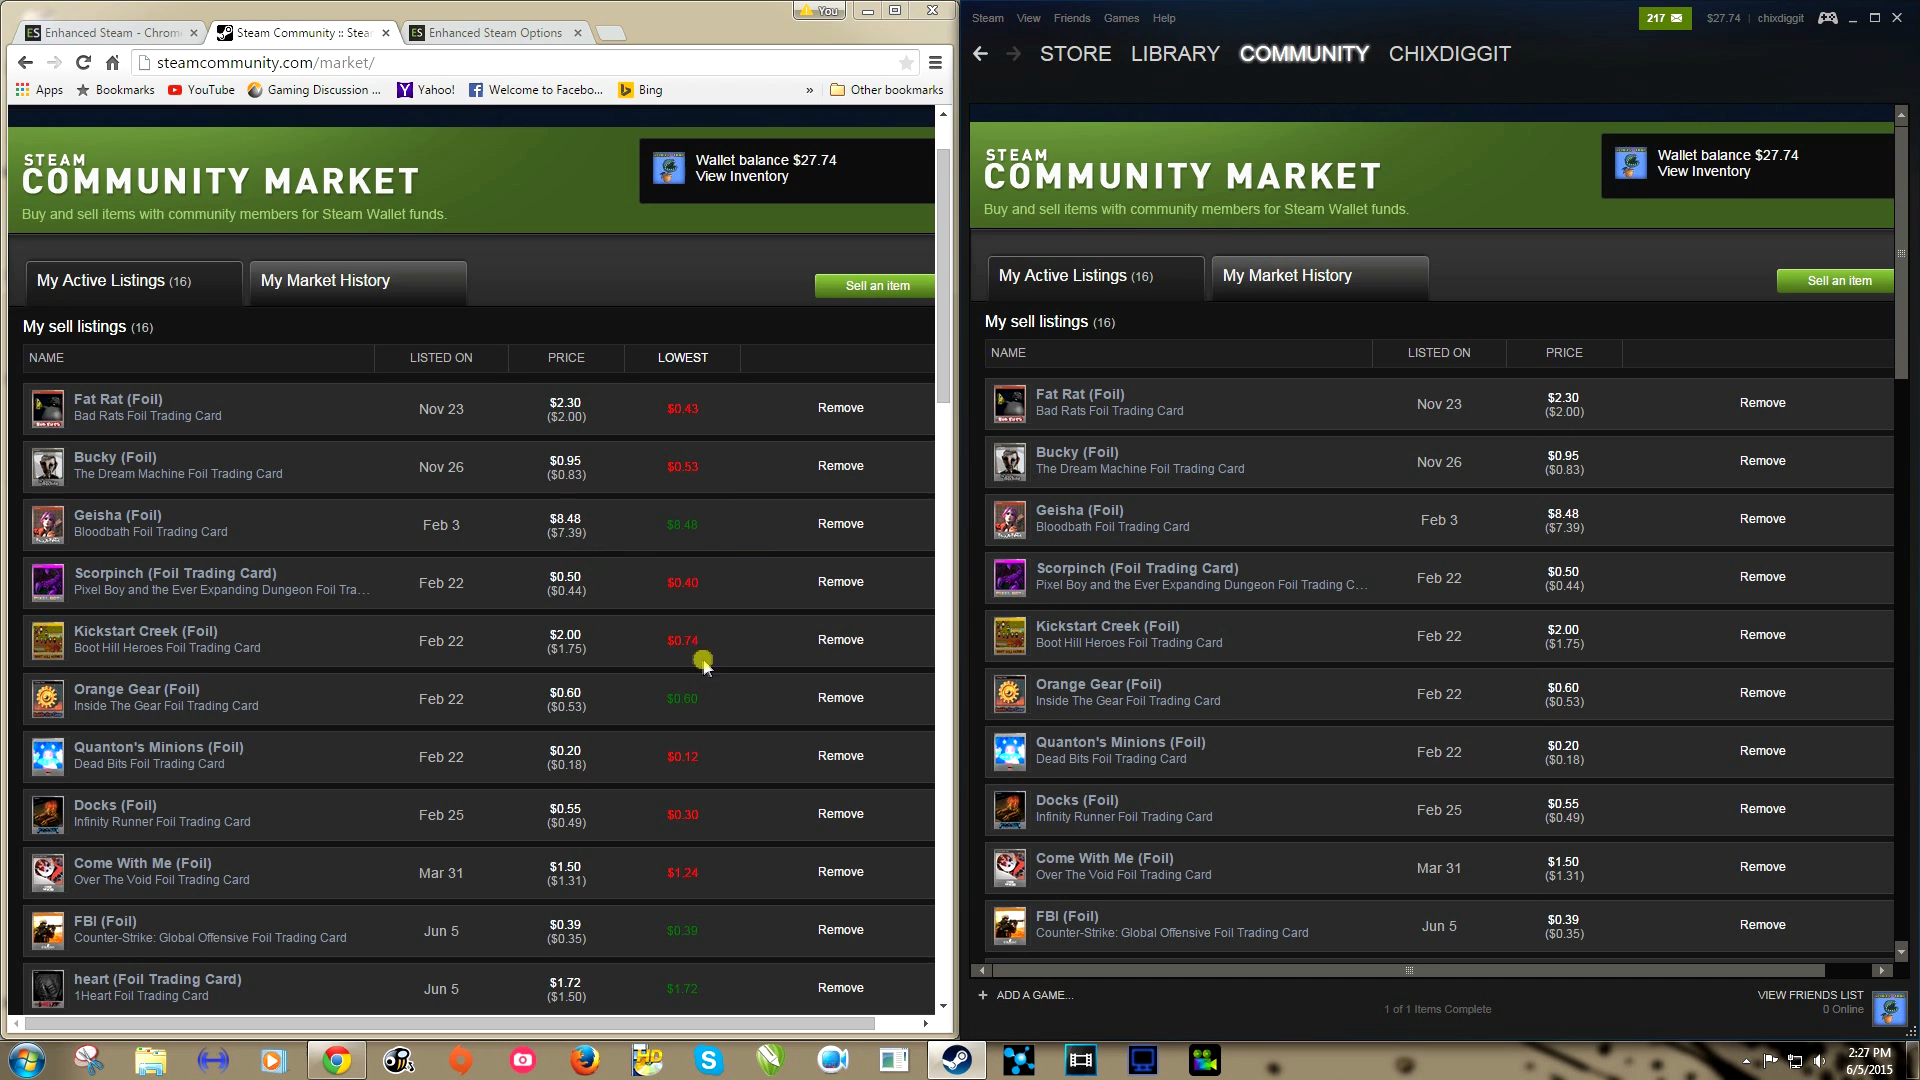 You
ES Enhanced Steam - Chrom
Steam Community :: Stea
ES Enhanced Steam Options
steamcommunity.com/market/
Apps
Bookmarks
YouTube
Gaming Discussion ...
Yahoo!
Welcome to Facebo...
Bing
»
Other bookmarks
STEAM
COMMUNITY MARKET
Buy and sell items with community members for Steam Wallet funds.
Wallet balance $27.74
View Inventory
My Active Listings (16)
My Market History
Sell an item
My sell listings (16)
NAME LISTED ON PRICE LOWEST
Fat Rat (Foil)
Bad Rats Foil Trading Card
Nov 23
$2.30
($2.00)
$0.43
Remove
Bucky (Foil)
The Dream Machine Foil Trading Card
Nov 26
$0.95
($0.83)
$0.53
Remove
Geisha (Foil)
Bloodbath Foil Trading Card
Feb 3
$8.48
($7.39)
$8.48
Remove
Scorpinch (Foil Trading Card)
Pixel Boy and the Ever Expanding Dungeon Foil Tra...
Feb 22
$0.50
($0.44)
$0.40
Remove
Kickstart Creek (Foil)
Boot Hill Heroes Foil Trading Card
Feb 22
$2.00
($1.75)
$0.74
Remove
Orange Gear (Foil)
Inside The Gear Foil Trading Card
Feb 22
$0.60
($0.53)
$0.60
Remove
Quanton's Minions (Foil)
Dead Bits Foil Trading Card
Feb 22
$0.20
($0.18)
$0.12
Remove
Docks (Foil)
Infinity Runner Foil Trading Card
Feb 25
$0.55
($0.49)
$0.30
Remove
Come With Me (Foil)
Over The Void Foil Trading Card
Mar 31
$1.50
($1.31)
$1.24
Remove
FBI (Foil)
Counter-Strike: Global Offensive Foil Trading Card
Jun 5
$0.39
($0.35)
$0.39
Remove
heart (Foil Trading Card)
1Heart Foil Trading Card
Jun 5
$1.72
($1.50)
$1.72
Remove
Steam View Friends Games Help
217
$27.74
chixdiggit
STORE LIBRARY COMMUNITY CHIXDIGGIT
STEAM
COMMUNITY MARKET
Buy and sell items with community members for Steam Wallet funds.
Wallet balance $27.74
View Inventory
My Active Listings (16)
My Market History
Sell an item
My sell listings (16)
NAME LISTED ON PRICE
Fat Rat (Foil)
Bad Rats Foil Trading Card
Nov 23
$2.30
($2.00)
Remove
Bucky (Foil)
The Dream Machine Foil Trading Card
Nov 26
$0.95
($0.83)
Remove
Geisha (Foil)
Bloodbath Foil Trading Card
Feb 3
$8.48
($7.39)
Remove
Scorpinch (Foil Trading Card)
Pixel Boy and the Ever Expanding Dungeon Foil Trading C...
Feb 22
$0.50
($0.44)
Remove
Kickstart Creek (Foil)
Boot Hill Heroes Foil Trading Card
Feb 22
$2.00
($1.75)
Remove
Orange Gear (Foil)
Inside The Gear Foil Trading Card
Feb 22
$0.60
($0.53)
Remove
Quanton's Minions (Foil)
Dead Bits Foil Trading Card
Feb 22
$0.20
($0.18)
Remove
Docks (Foil)
Infinity Runner Foil Trading Card
Feb 25
$0.55
($0.49)
Remove
Come With Me (Foil)
Over The Void Foil Trading Card
Mar 31
$1.50
($1.31)
Remove
FBI (Foil)
Counter-Strike: Global Offensive Foil Trading Card
Jun 5
$0.39
($0.35)
Remove
+ ADD A GAME...
1 of 1 Items Complete
VIEW FRIENDS LIST
0 Online
2:27 PM
6/5/2015